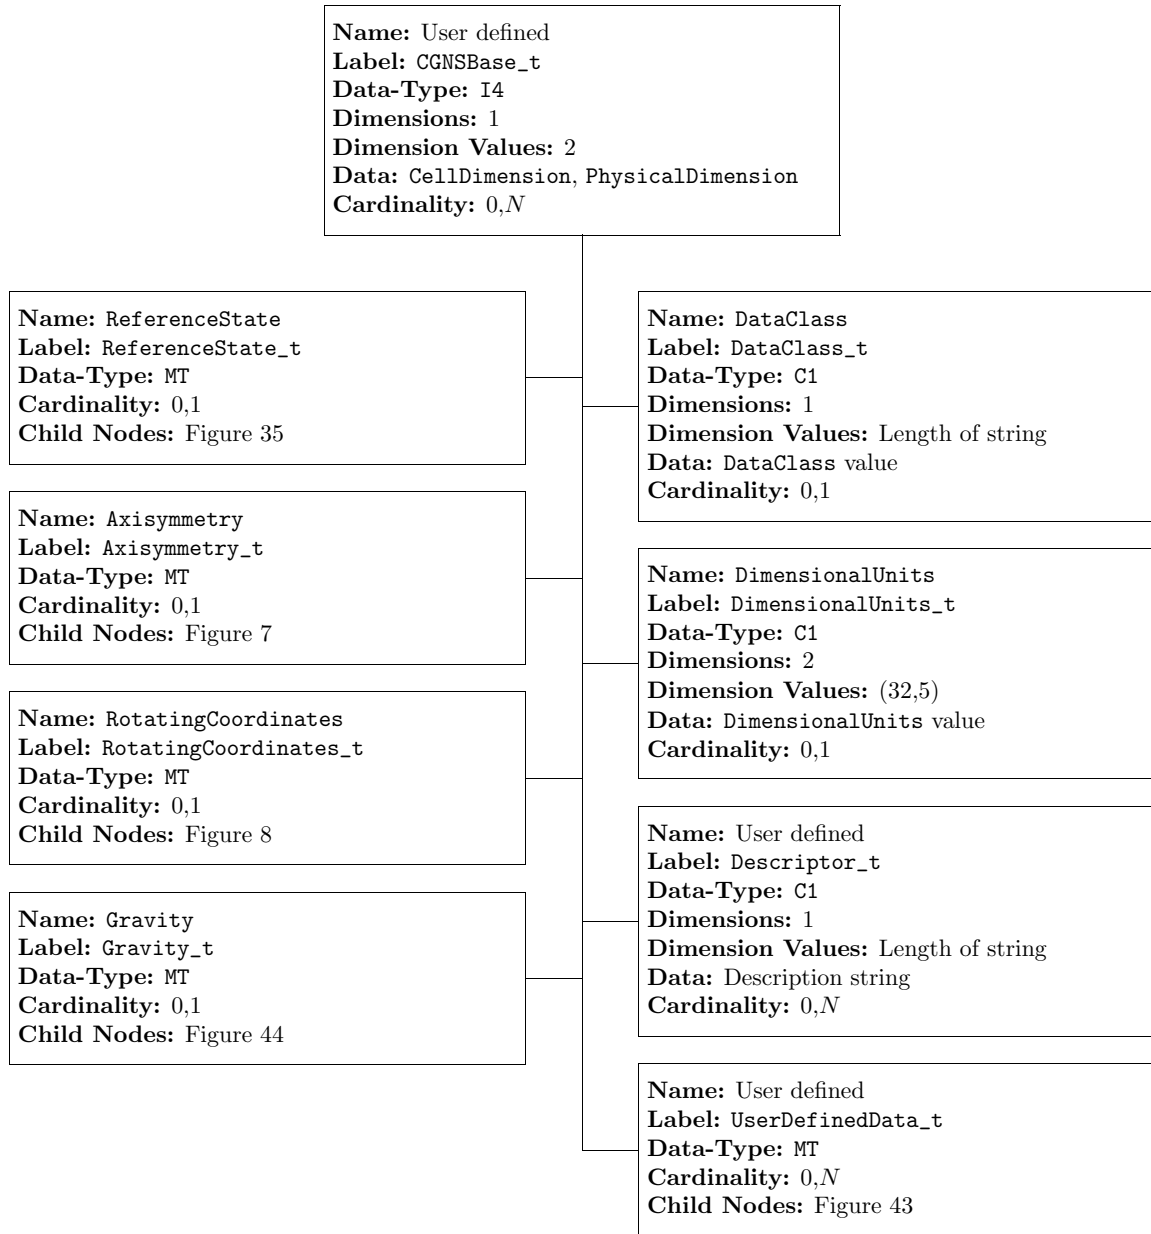 Name: User defined
Label: CGNSBase_t
Data-Type: I4
Dimensions: 1
Dimension Values: 2
Data: CellDimension, PhysicalDimension
Cardinality: 0,N
Name: ReferenceState
Label: ReferenceState_t
Data-Type: MT
Cardinality: 0,1
Child Nodes: Figure 35
Name: Axisymmetry
Label: Axisymmetry_t
Data-Type: MT
Cardinality: 0,1
Child Nodes: Figure 7
Name: RotatingCoordinates
Label: RotatingCoordinates_t
Data-Type: MT
Cardinality: 0,1
Child Nodes: Figure 8
Name: Gravity
Label: Gravity_t
Data-Type: MT
Cardinality: 0,1
Child Nodes: Figure 44
Name: DataClass
Label: DataClass_t
Data-Type: C1
Dimensions: 1
Dimension Values: Length of string
Data: DataClass value
Cardinality: 0,1
Name: DimensionalUnits
Label: DimensionalUnits_t
Data-Type: C1
Dimensions: 2
Dimension Values: (32,5)
Data: DimensionalUnits value
Cardinality: 0,1
Name: User defined
Label: Descriptor_t
Data-Type: C1
Dimensions: 1
Dimension Values: Length of string
Data: Description string
Cardinality: 0,N
Name: User defined
Label: UserDefinedData_t
Data-Type: MT
Cardinality: 0,N
Child Nodes: Figure 43